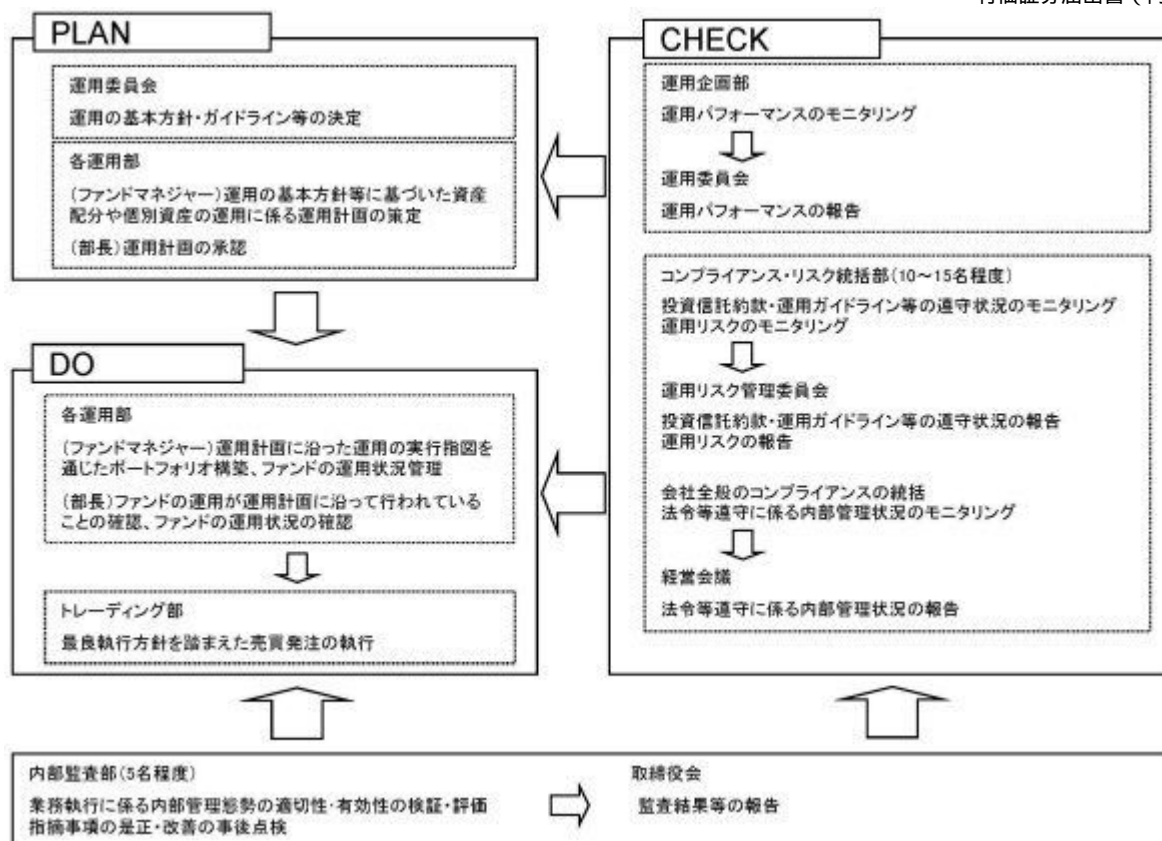 PLAN
運用委員会
運用の基本方針・ガイドライン等の決定
各運用部
(ファンドマネジャー)運用の基本方針等に基づいた資産
配分や個別資産の運用に係る運用計画の策定
(部長)運用計画の承認
DO
各運用部
(ファンドマネジャー)運用計画に沿った運用の実行指図を
通じたポートフォリオ構築、ファンドの運用状況管理
(部長)ファンドの運用が運用計画に沿って行われている
ことの確認、ファンドの運用状況の確認
トレーディング部
最良執行方針を踏まえた売買発注の執行
CHECK
運用企画部
運用パフォーマンスのモニタリング
運用委員会
運用パフォーマンスの報告
コンプライアンス・リスク統括部(10～15名程度)
投資信託約款・運用ガイドライン等の遵守状況のモニタリング
運用リスクのモニタリング
運用リスク管理委員会
投資信託約款・運用ガイドライン等の遵守状況の報告
運用リスクの報告
会社全般のコンプライアンスの統括
法令等遵守に係る内部管理状況のモニタリング
経営会議
法令等遵守に係る内部管理状況の報告
内部監査部(5名程度)
業務執行に係る内部管理態勢の適切性・有効性の検証・評価
指摘事項の是正・改善の事後点検
取締役会
監査結果等の報告